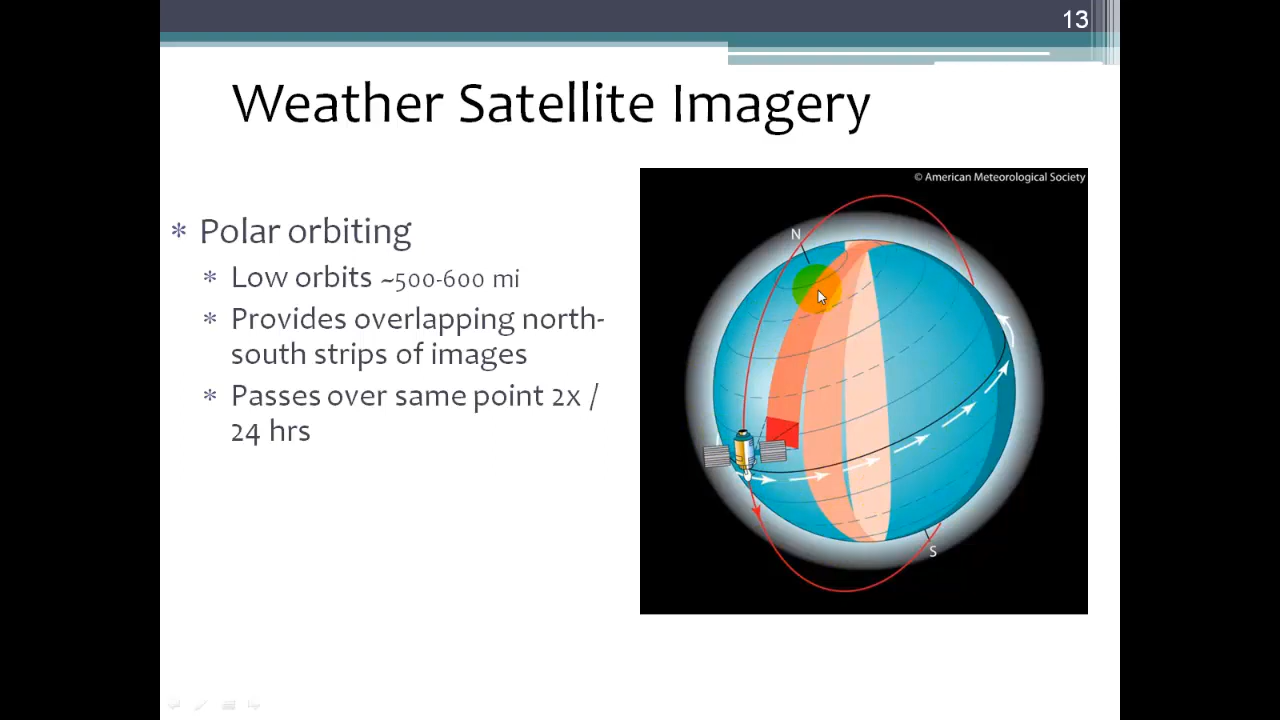 13
Weather Satellite Imagery
* Polar orbiting
* Low orbits ~500-600 mi
* Provides overlapping north-
south strips of images
* Passes over same point 2x /
24 hrs
© American Meteorological Society
N
S